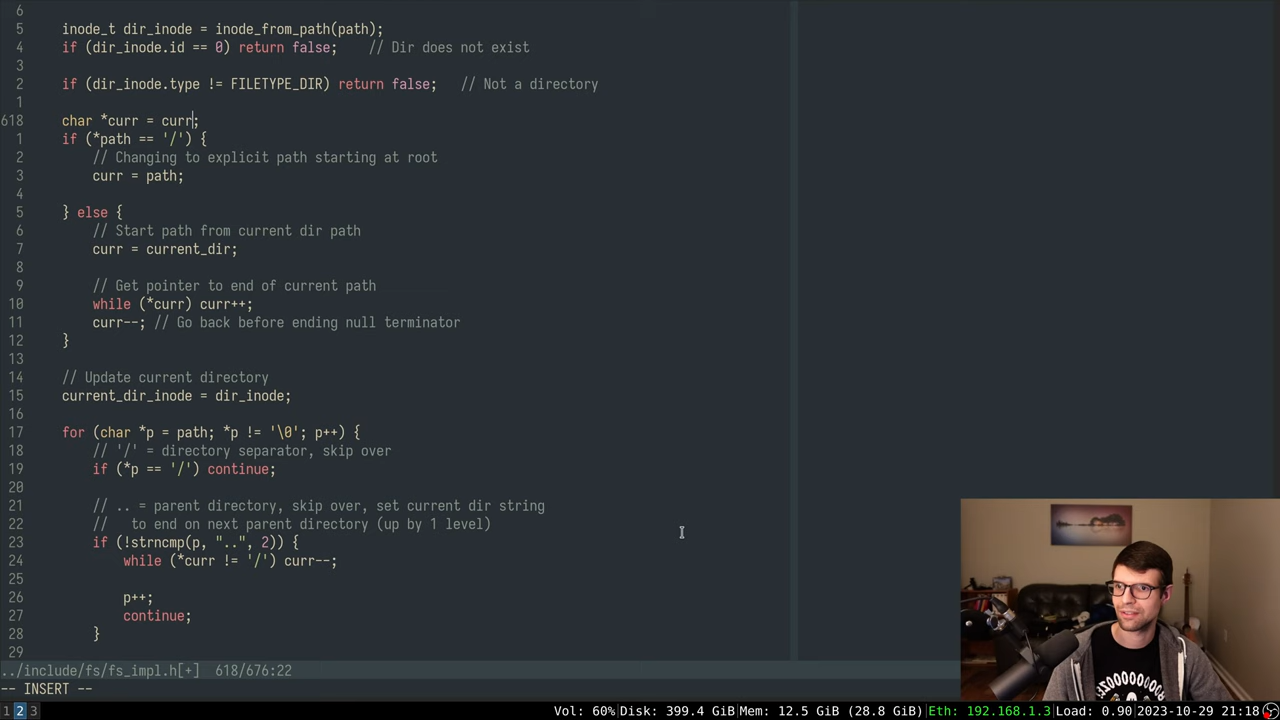 6
5     inode_t dir_inode = inode_from_path(path);
4     if (dir_inode.id == 0) return false;    // Dir does not exist
3
2     if (dir_inode.type != FILETYPE_DIR) return false;   // Not a directory
1
618     char *curr = curr;
1     if (*path == '/') {
2         // Changing to explicit path starting at root
3         curr = path;
4
5     } else {
6         // Start path from current dir path
7         curr = current_dir;
8
9         // Get pointer to end of current path
10         while (*curr) curr++;
11         curr--; // Go back before ending null terminator
12     }
13
14     // Update current directory
15     current_dir_inode = dir_inode;
16
17     for (char *p = path; *p != '\0'; p++) {
18         // '/' = directory separator, skip over
19         if (*p == '/') continue;
20
21         // .. = parent directory, skip over, set current dir string
22         //   to end on next parent directory (up by 1 level)
23         if (!strncmp(p, "..", 2)) {
24             while (*curr != '/') curr--;
25
26             p++;
27             continue;
28         }
29
../include/fs/fs_impl.h[+]  618/676:22
-- INSERT --
1 2 3 Vol: 60%|Disk: 399.4 GiB|Mem: 12.5 GiB (28.8 GiB)|Eth: 192.168.1.3|Load: 0.90|2023-10-29 21:18